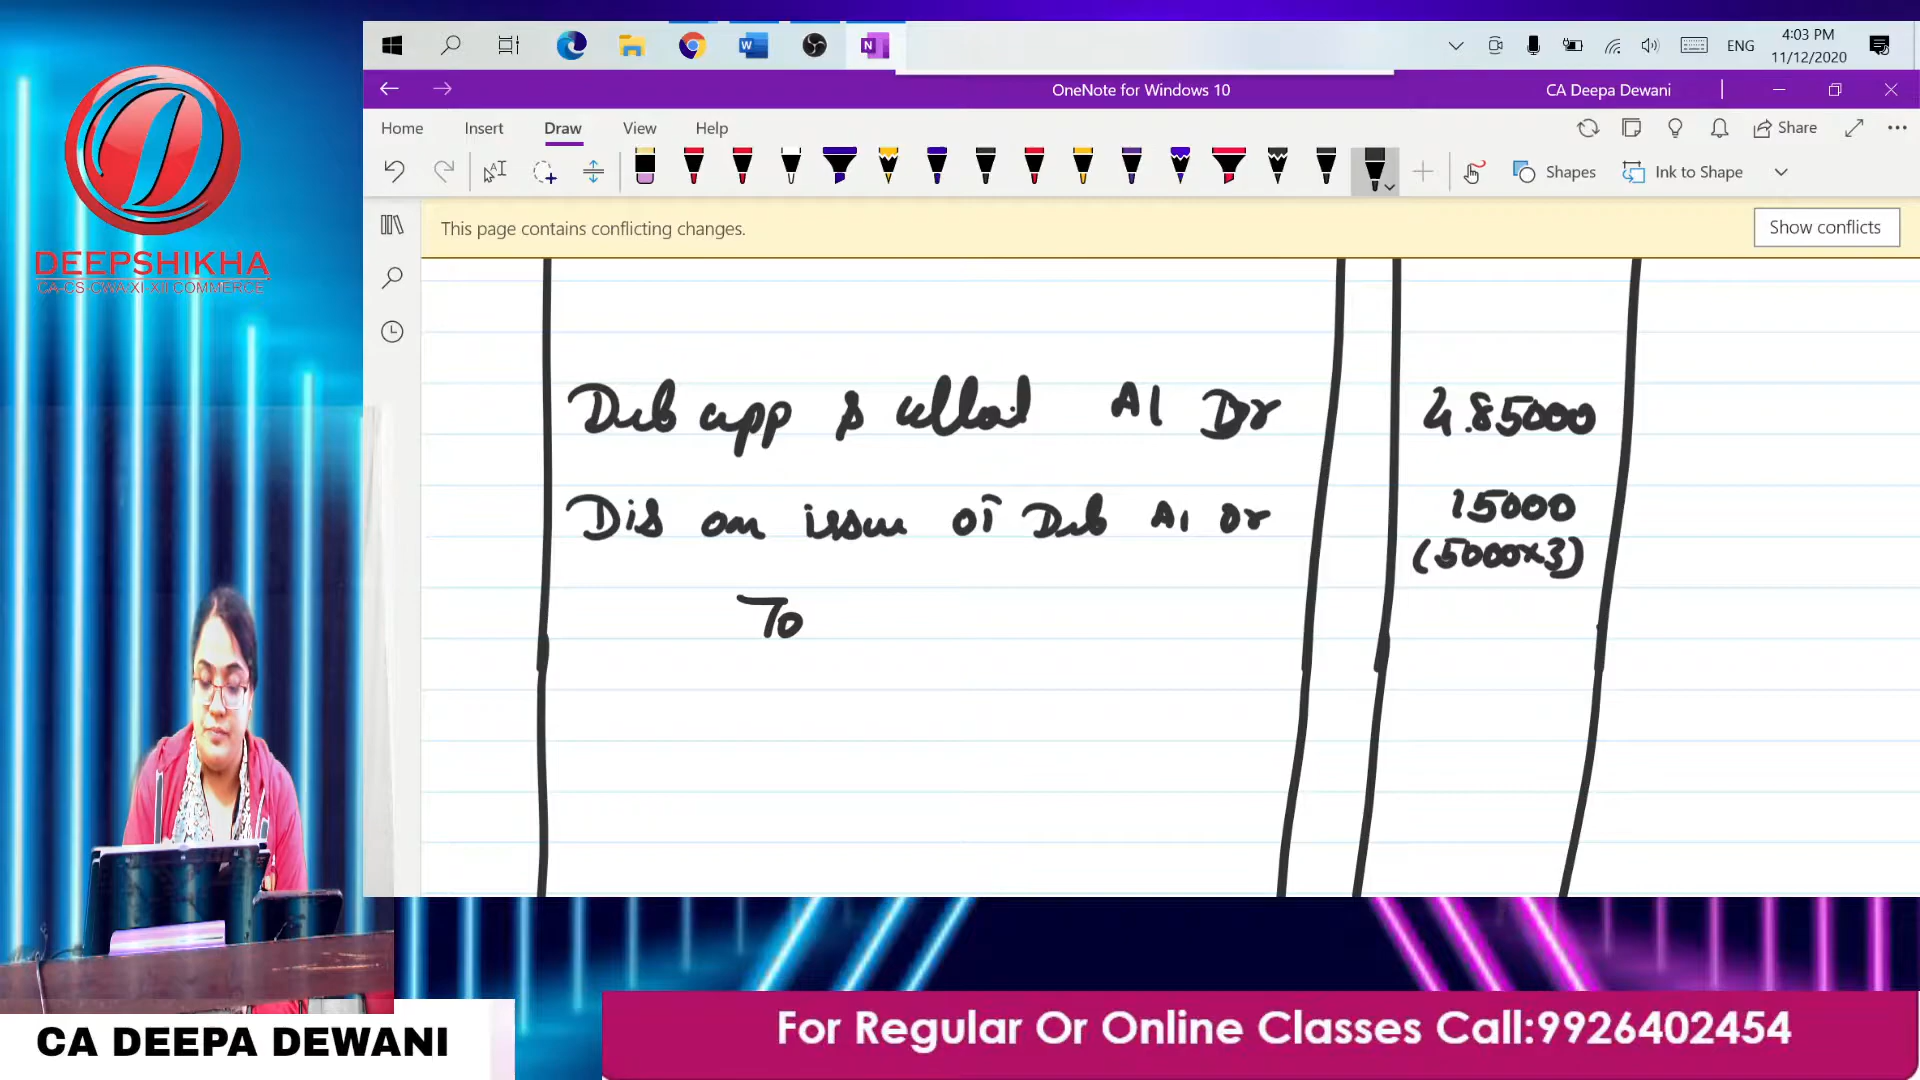 4:03 PM
ENG
11/12/2020
OneNote for Windows 10
CA Deepa Dewani
Home Insert Draw View Help
Share
Shapes
Ink to Shape
This page contains conflicting changes.
Show conflicts
DEEPSHIKHA
CA-CS-CWA-XI-XII COMMERCE
Deb app & allot A/ Dr 4,85000
Dis on issue of Deb A/ Dr 15000
(5000x3)
To
CA DEEPA DEWANI
For Regular Or Online Classes Call:9926402454